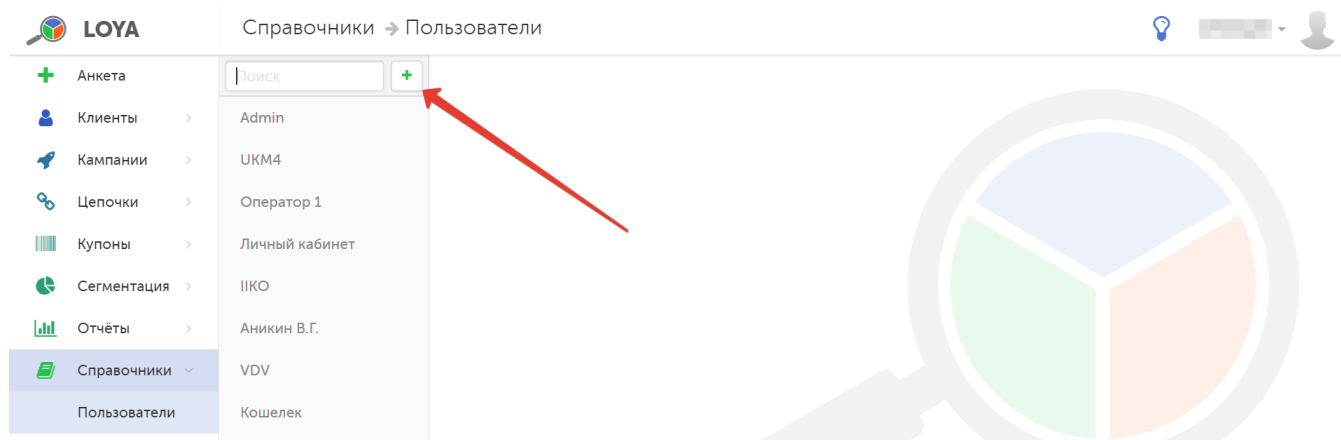 LOYA
Справочники → Пользователи
Анкета
Клиенты
Кампании
Цепочки
Купоны
Сегментация
Отчёты
Справочники
Пользователи
Поиск
Admin
UKM4
Оператор 1
Личный кабинет
IIKO
Аникин В.Г.
VDV
Кошелек